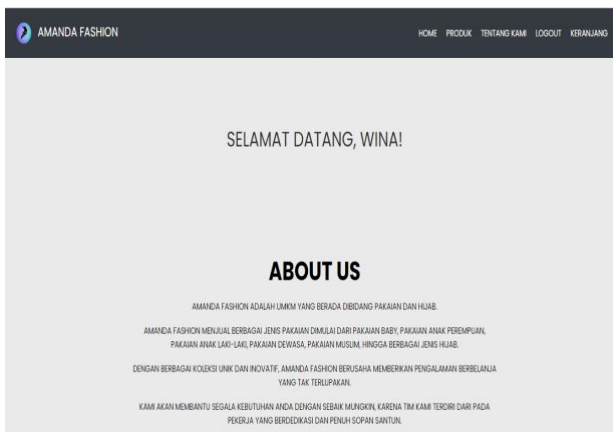 AMANDA FASHION
HOME PRODUK TENTANG KAMI LOGOUT KERANJANG
SELAMAT DATANG, WINA!
ABOUT US
AMANDA FASHION ADALAH UMKM YANG BERADA DIBIDANG PAKAIAN DAN HIJAB.
AMANDA FASHION MENJUAL BERBAGAI JENIS PAKAIAN DIMULAI DARI PAKAIAN BABY, PAKAIAN ANAK PEREMPUAN,
PAKAIAN ANAK LAKI-LAKI, PAKAIAN DEWASA, PAKAIAN MUSLIM, HINGGA BERBAGAI JENIS HIJAB.
DENGAN BERBAGAI KOLEKSI UNIK DAN INOVATIF, AMANDA FASHION BERUSAHA MEMBERIKAN PENGALAMAN BERBELANJA
YANG TAK TERLUPAKAN.
KAMI AKAN MEMBANTU SEGALA KEBUTUHAN ANDA DENGAN SEBAIK MUNGKIN, KARENA TIM KAMI TERDIRI DARI PADA
PEKERJA YANG BERDEDIKASI DAN PENUH SOPAN SANTUN.